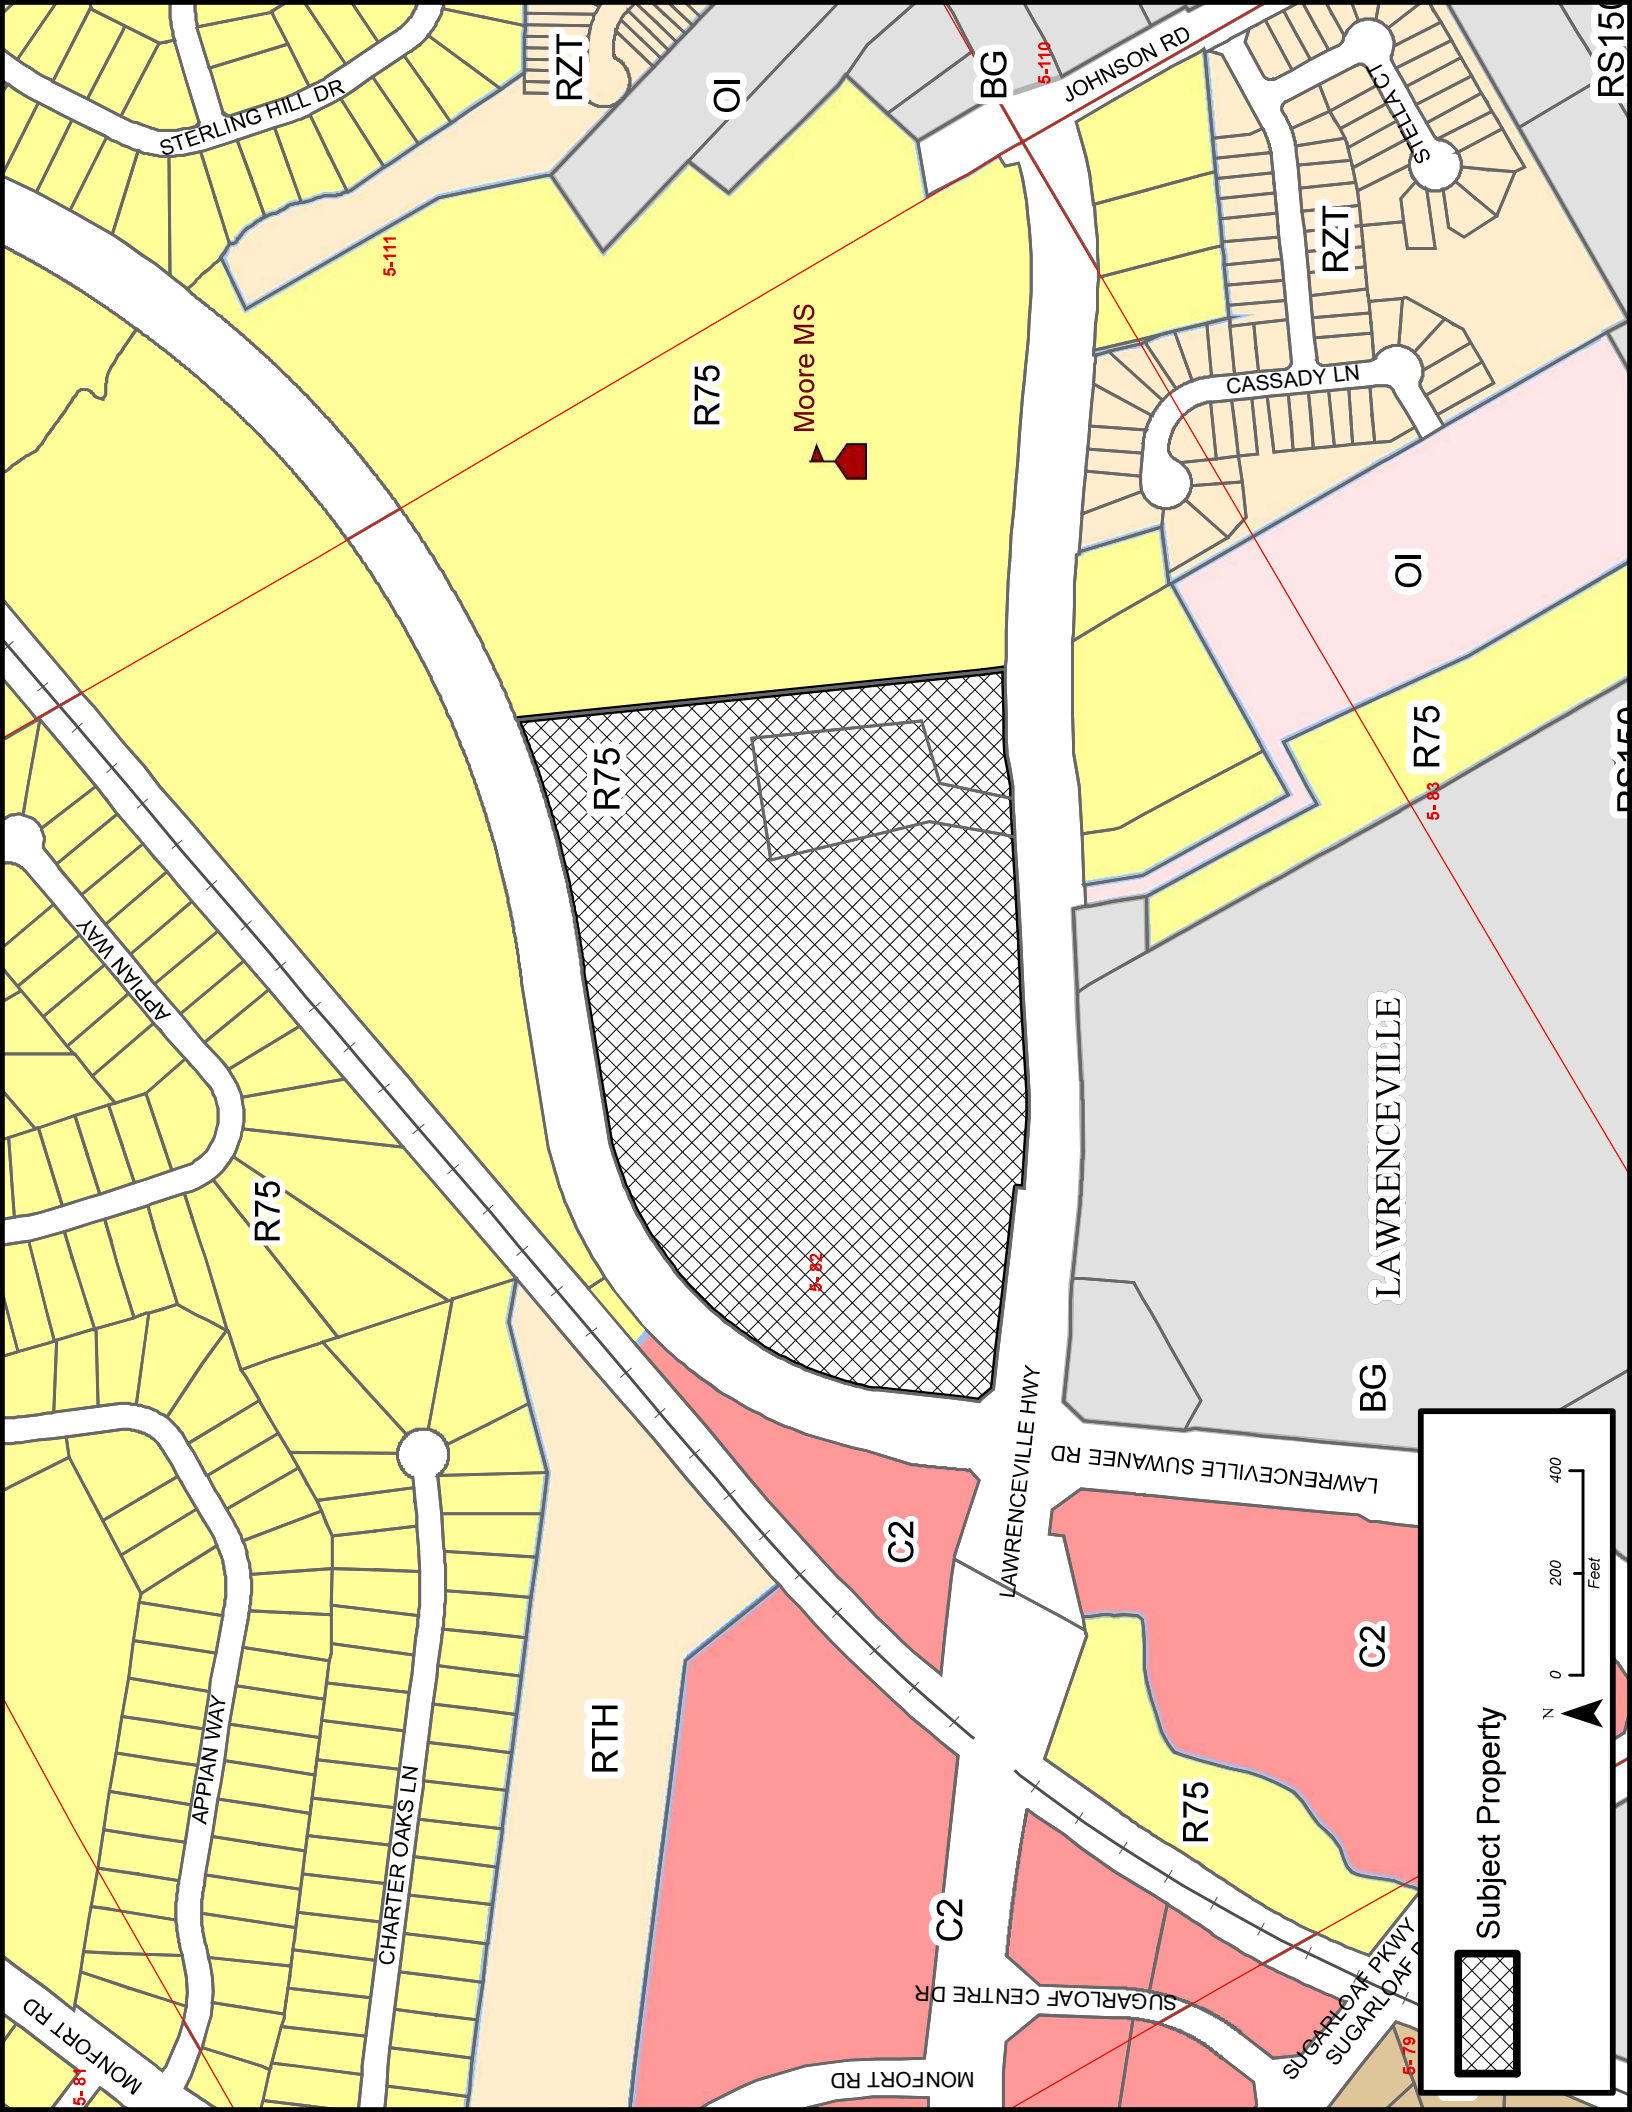 STERLING HILL DR
RZT
OI
BG
5-110
JOHNSON RD
STELLA CT
RZT
5-111
R75
Moore MS
CASSADY LN
OI
R75
5- 83
R75
APPIAN WAY
R75
5- 82
LAWRENCEVILLE
BG
LAWRENCEVILLE HWY
LAWRENCEVILLE SUWANEE RD
C2
C2
RTH
R75
APPIAN WAY
CHARTER OAKS LN
C2
SUGARLOAF CENTRE DR
SUGARLOAF PKWY
MONFORT RD
MONFORT RD
5- 81
5- 79
Subject Property
N
0 200 400
Feet